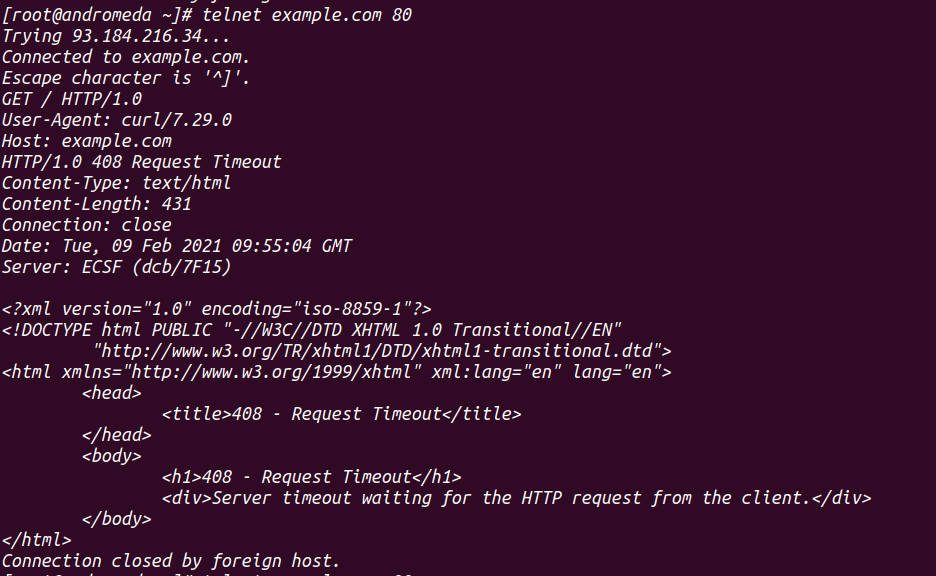 [root@andromeda ~]# telnet example.com 80
Trying 93.184.216.34...
Connected to example.com.
Escape character is '^]'.
GET / HTTP/1.0
User-Agent: curl/7.29.0
Host: example.com
HTTP/1.0 408 Request Timeout
Content-Type: text/html
Content-Length: 431
Connection: close
Date: Tue, 09 Feb 2021 09:55:04 GMT
Server: ECSF (dcb/7F15)

<?xml version="1.0" encoding="iso-8859-1"?>
<!DOCTYPE html PUBLIC "-//W3C//DTD XHTML 1.0 Transitional//EN"
         "http://www.w3.org/TR/xhtml1/DTD/xhtml1-transitional.dtd">
<html xmlns="http://www.w3.org/1999/xhtml" xml:lang="en" lang="en">
        <head>
                <title>408 - Request Timeout</title>
        </head>
        <body>
                <h1>408 - Request Timeout</h1>
                <div>Server timeout waiting for the HTTP request from the client.</div>
        </body>
</html>
Connection closed by foreign host.